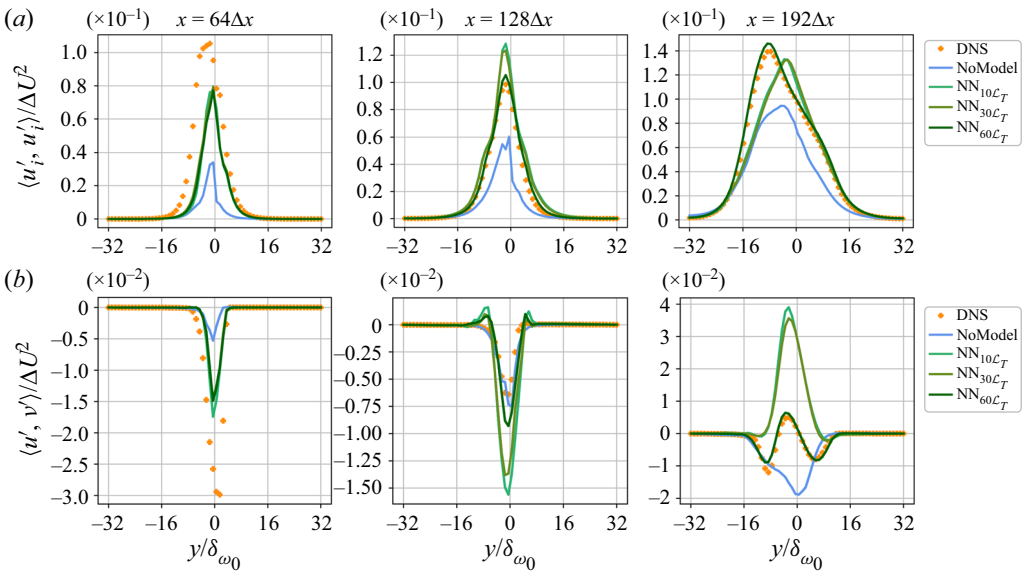 (a) (×10⁻¹) x = 64Δx (×10⁻¹) x = 128Δx (×10⁻¹) x = 192Δx
⟨u′ᵢ, u′ᵢ⟩/ΔU²
1.0
0.8
0.6
0.4
0.2
0
−32 −16 0 16 32
1.2
1.0
0.8
0.6
0.4
0.2
0
−32 −16 0 16 32
1.4
1.2
1.0
0.8
0.6
0.4
0.2
0
−32 −16 0 16 32
DNS
NoModel
NN₁₀ℒ_T
NN₃₀ℒ_T
NN₆₀ℒ_T
(b) (×10⁻²) (×10⁻²) (×10⁻²)
⟨u′, v′⟩/ΔU²
0
−0.5
−1.0
−1.5
−2.0
−2.5
−3.0
−32 −16 0 16 32
y/δ_ω₀
0
−0.25
−0.50
−0.75
−1.00
−1.25
−1.50
−32 −16 0 16 32
y/δ_ω₀
4
3
2
1
0
−1
−2
−32 −16 0 16 32
y/δ_ω₀
DNS
NoModel
NN₁₀ℒ_T
NN₃₀ℒ_T
NN₆₀ℒ_T